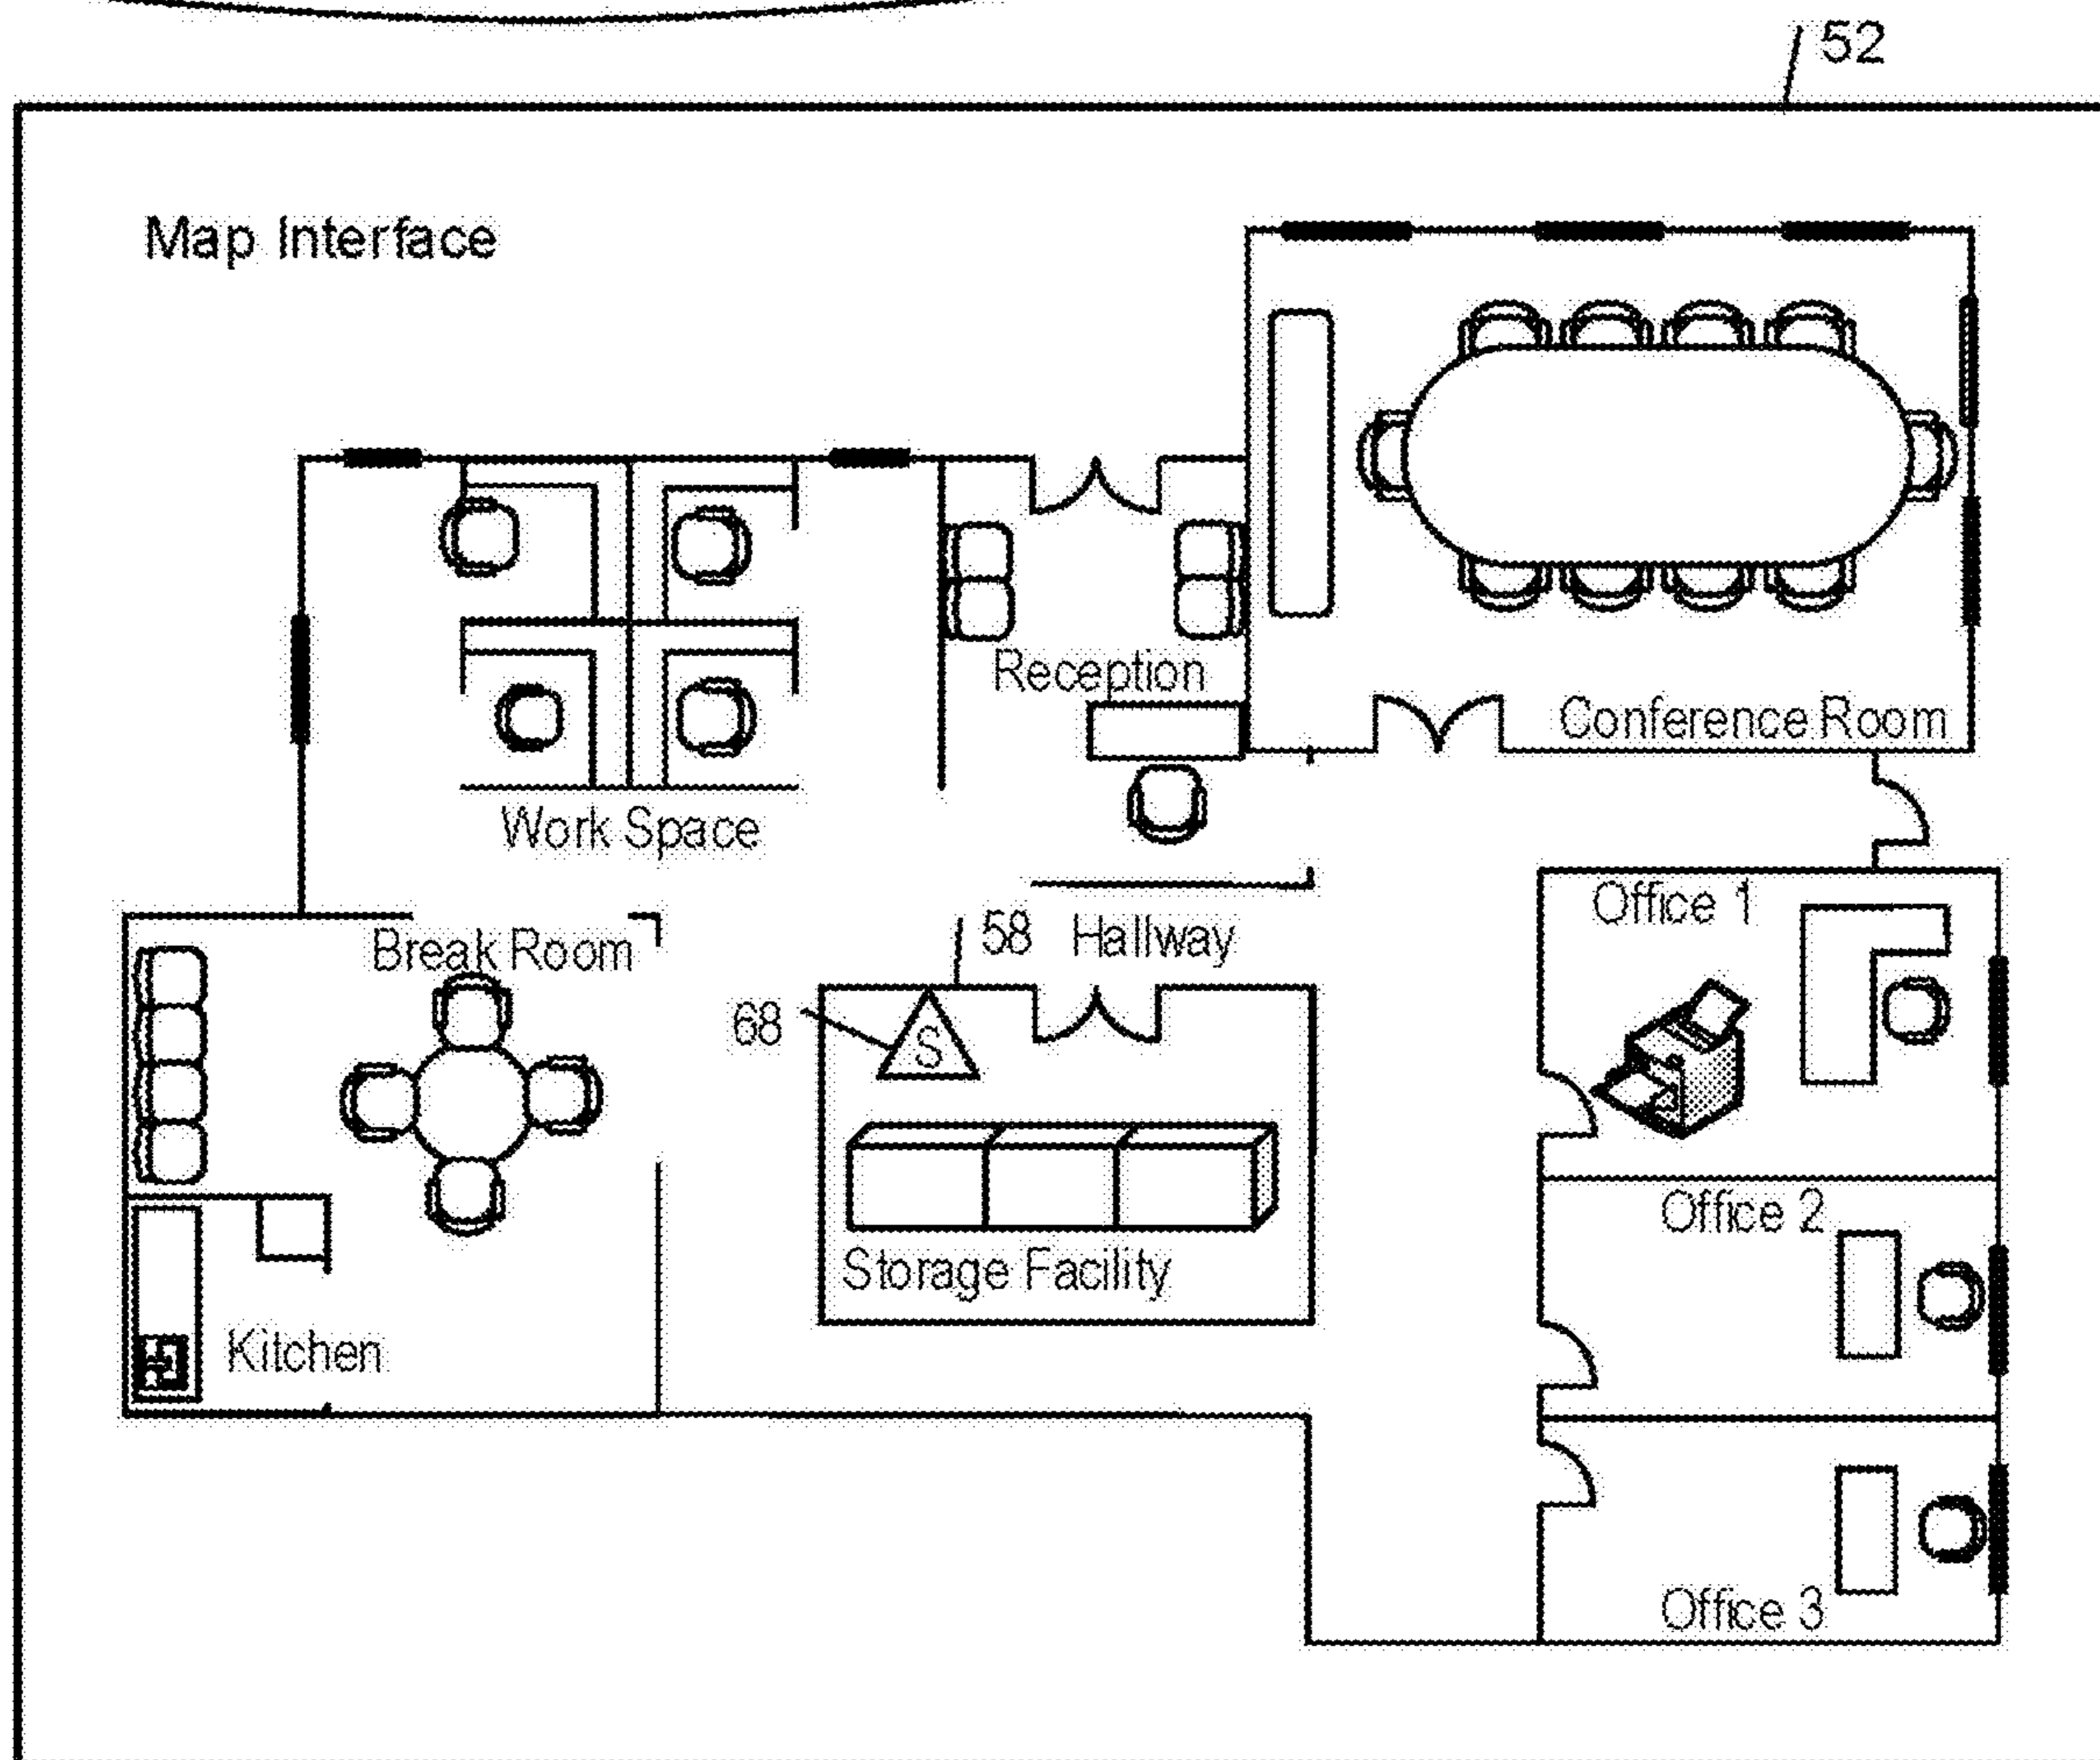 52
Map Interface
Reception
Conference Room
Work Space
Office 1
Break Room
58
Hallway
68
S
Office 2
Storage Facility
Kitchen
Office 3